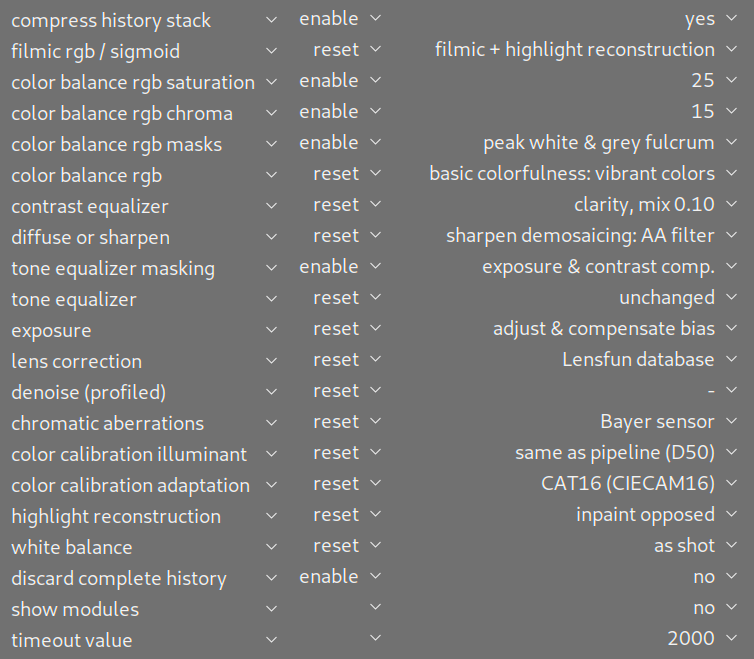 compress history stack enable yes
filmic rgb / sigmoid reset filmic + highlight reconstruction
color balance rgb saturation enable 25
color balance rgb chroma enable 15
color balance rgb masks enable peak white & grey fulcrum
color balance rgb reset basic colorfulness: vibrant colors
contrast equalizer reset clarity, mix 0.10
diffuse or sharpen reset sharpen demosaicing: AA filter
tone equalizer masking enable exposure & contrast comp.
tone equalizer reset unchanged
exposure reset adjust & compensate bias
lens correction reset Lensfun database
denoise (profiled) reset -
chromatic aberrations reset Bayer sensor
color calibration illuminant reset same as pipeline (D50)
color calibration adaptation reset CAT16 (CIECAM16)
highlight reconstruction reset inpaint opposed
white balance reset as shot
discard complete history enable no
show modules no
timeout value 2000